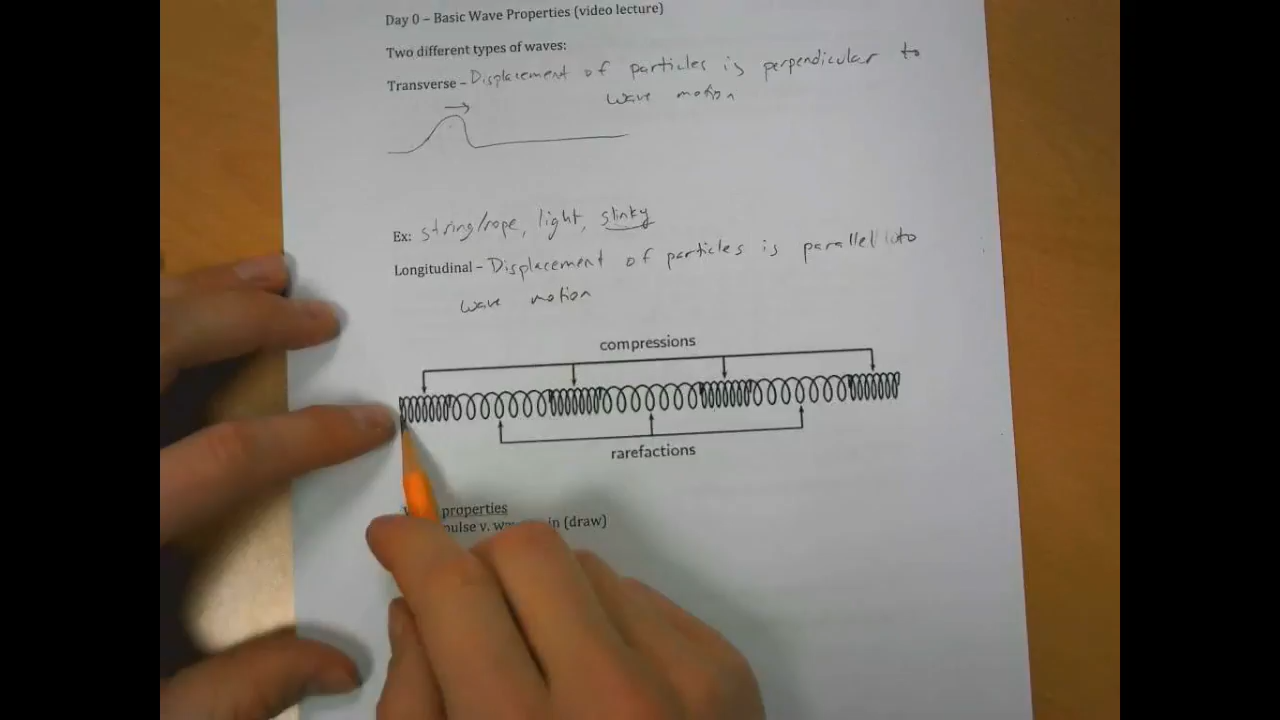 Day 0 – Basic Wave Properties (video lecture)
Two different types of waves:
Transverse – Displacement of particles is perpendicular to
wave motion
Ex: string/rope, light, slinky
Longitudinal – Displacement of particles is parallel to
wave motion
compressions
rarefactions
properties
pulse v. in (draw)